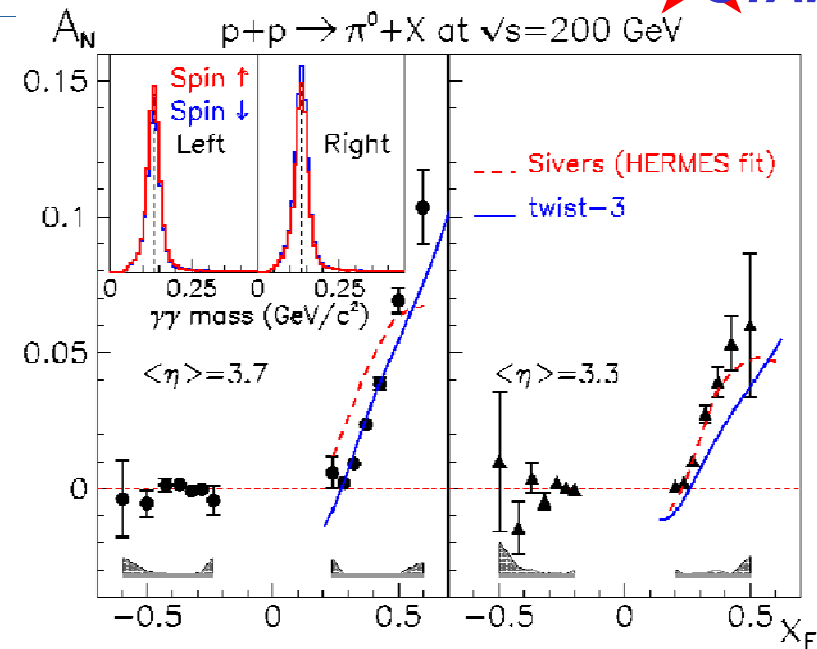 A_N p+p → π⁰+X at √s=200 GeV
0.15
0.1
0.05
0
Spin ↑
Spin ↓
Left
Right
0 0.25 0 0.25
γγ mass (GeV/c²)
Sivers (HERMES fit)
twist−3
<η>=3.7
<η>=3.3
−0.5 0 0.5 −0.5 0 0.5
x_F